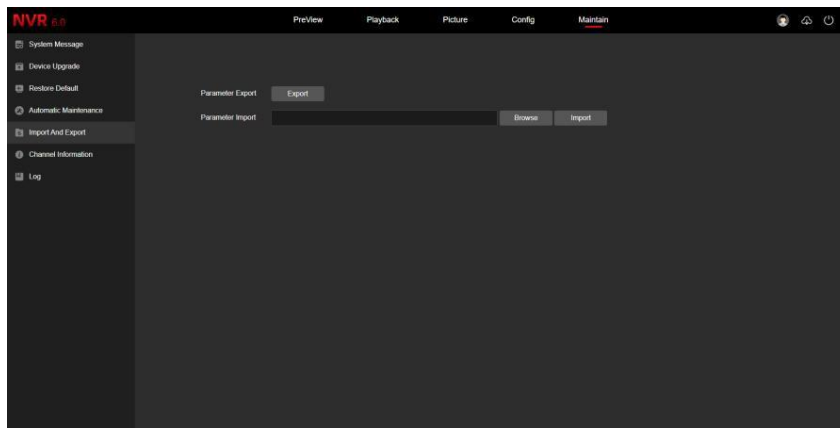 NVR 6.0
PreView Playback Picture Config Maintain
System Message
Device Upgrade
Restore Default
Automatic Maintenance
Import And Export
Channel Information
Log
Parameter Export Export
Parameter Import Browse Import